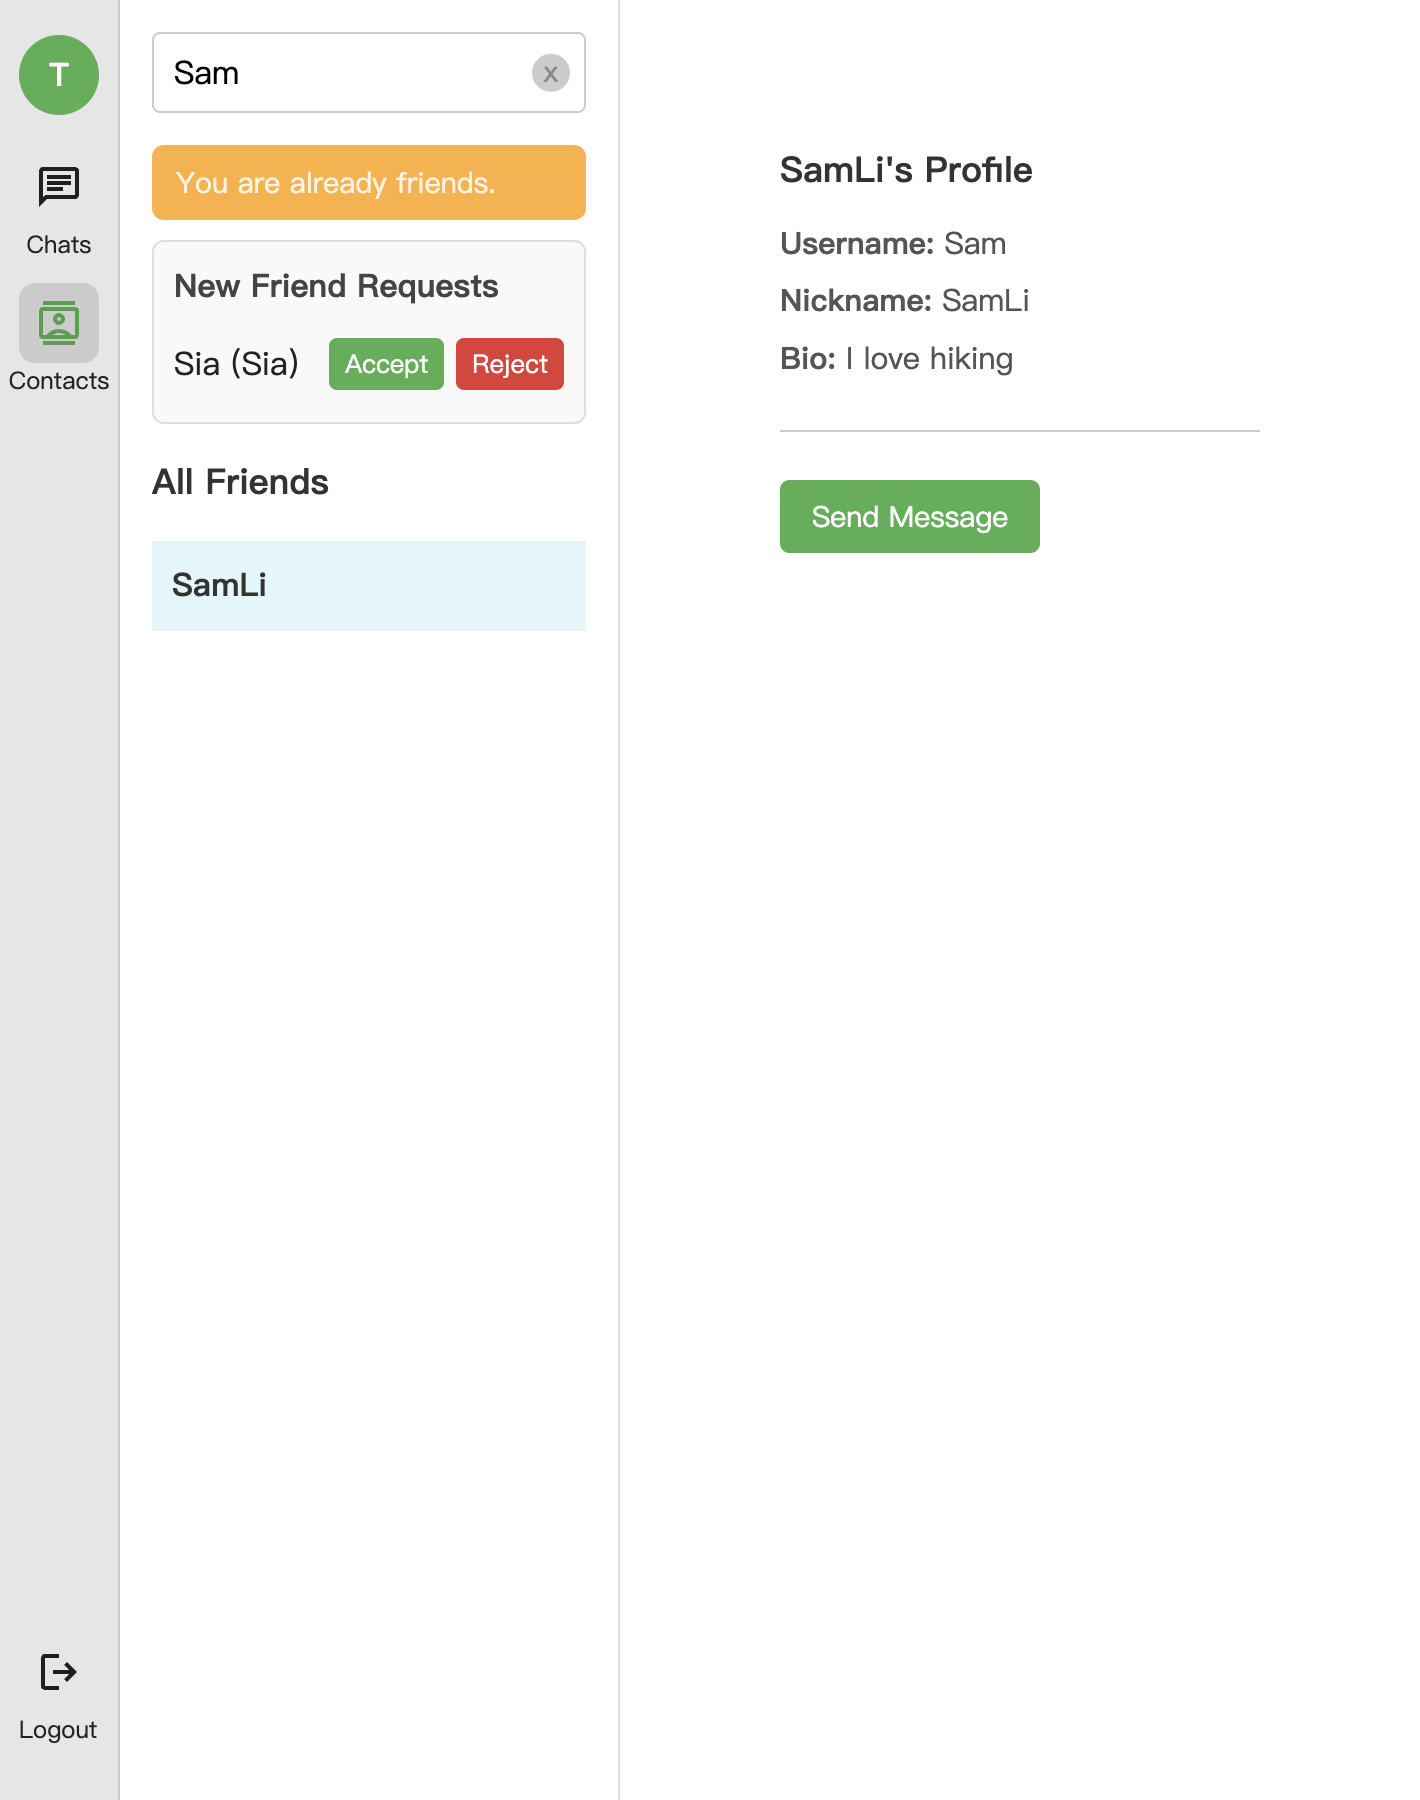 T
Chats
Contacts
Logout
Sam
x
You are already friends.
New Friend Requests
Sia (Sia) Accept Reject
All Friends
SamLi
SamLi's Profile
Username: Sam
Nickname: SamLi
Bio: I love hiking
Send Message